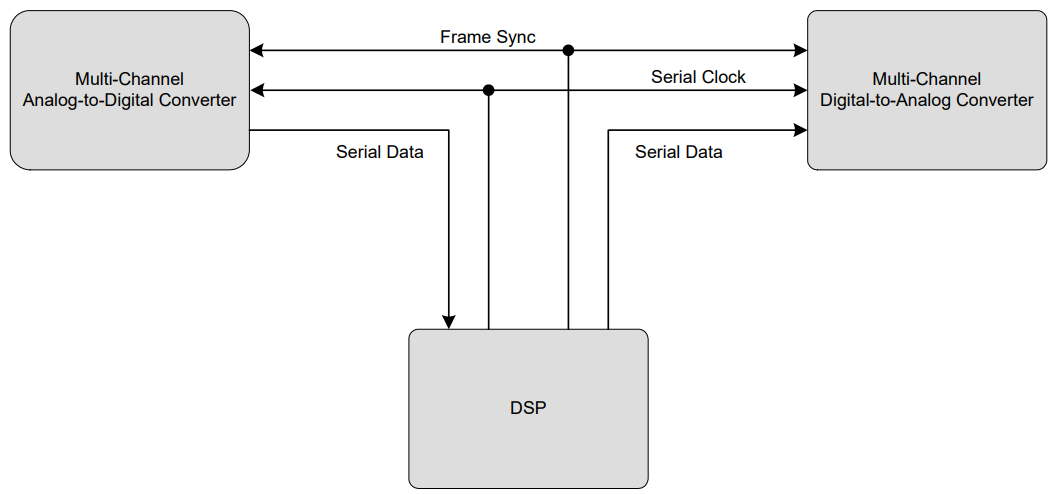 Frame Sync
Multi-Channel
Analog-to-Digital Converter
Serial Clock
Multi-Channel
Digital-to-Analog Converter
Serial Data
Serial Data
DSP